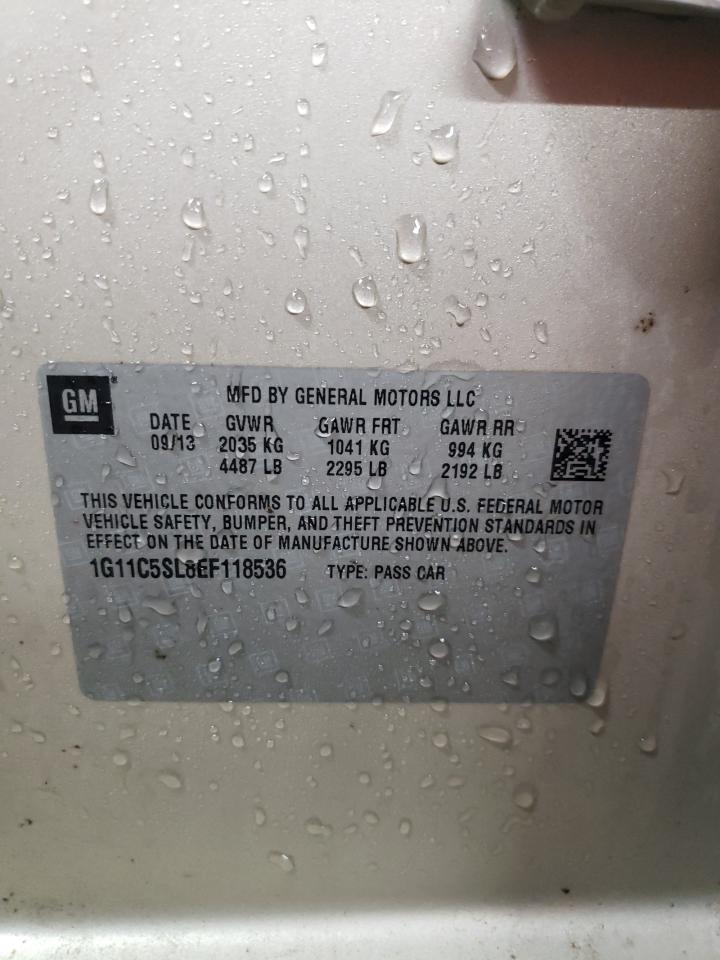 GM
MFD BY GENERAL MOTORS LLC
DATE GVWR GAWR FRT GAWR RR
09/13 2035 KG 1041 KG 994 KG
4487 LB 2295 LB 2192 LB
THIS VEHICLE CONFORMS TO ALL APPLICABLE U.S. FEDERAL MOTOR
VEHICLE SAFETY, BUMPER, AND THEFT PREVENTION STANDARDS IN
EFFECT ON THE DATE OF MANUFACTURE SHOWN ABOVE.
1G11C5SL8EF118536 TYPE: PASS CAR